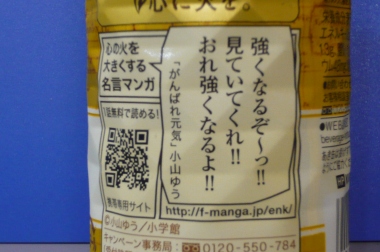 心に火を。
心の火を
大きくする
名言マンガ
強くなるぞ〜っ!!
見ていてくれ!!
おれ強くなるよ!!
『がんばれ元気』小山ゆう
1話無料で読める!
携帯専用サイト
http://f-manga.jp/enk/
©小山ゆう/小学館
キャンペーン事務局:
0120-550-784